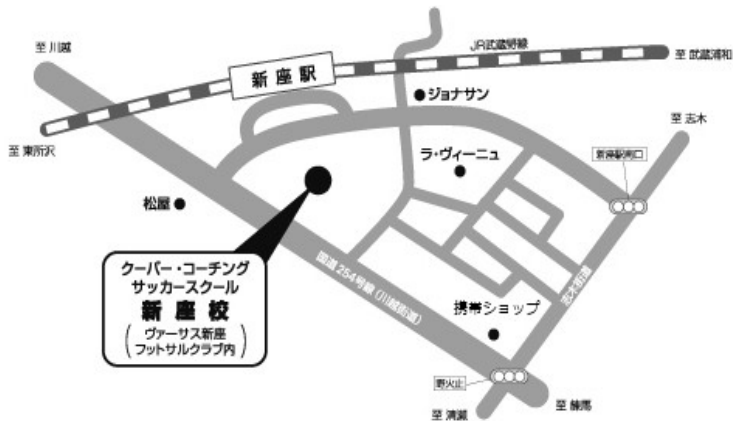 至 川越
JR武蔵野線
至 武蔵浦和
新座駅
ジョナサン
至 志木
至 東所沢
新座駅南口
ラ・ヴィーニュ
松屋
国道254号線(川越街道)
志木街道
クーバー・コーチング
サッカースクール
新座校
(ヴァーサス新座
フットサルクラブ内)
携帯ショップ
野火止
至 練馬
至 清瀬